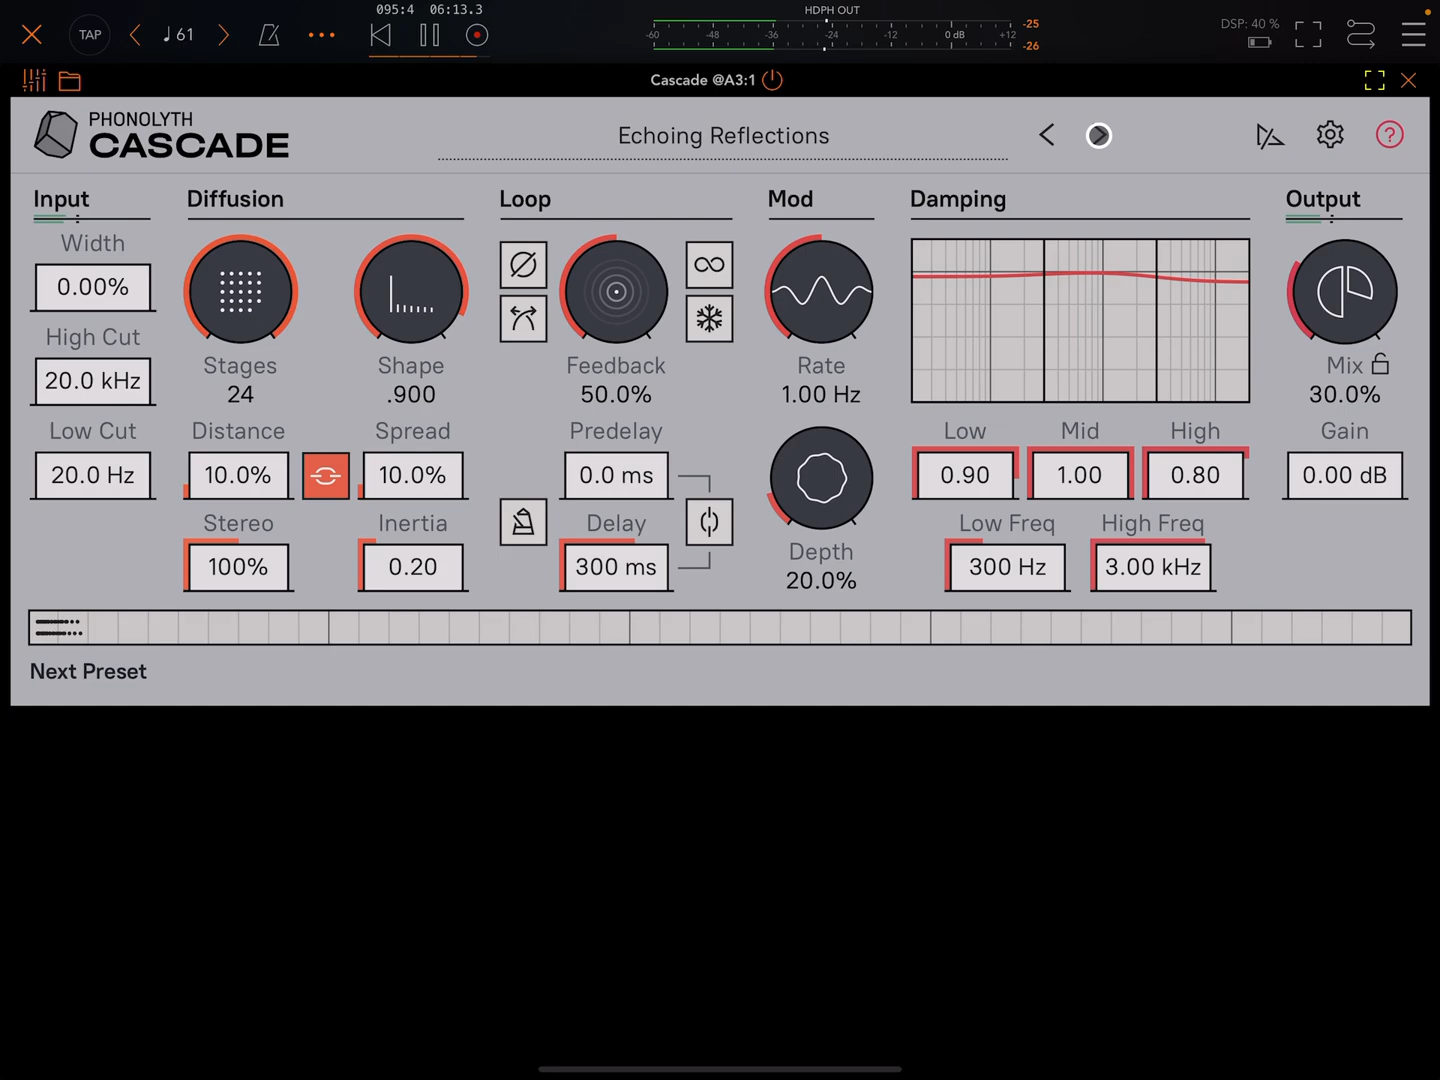 095:4 06:13.3
HDPH OUT
TAP
♩61
-60 -48 -36 -24 -12 0 dB +12
-25
-26
DSP: 40 %
Cascade @A3:1
PHONOLYTH
CASCADE
Echoing Reflections
Input
Diffusion
Loop
Mod
Damping
Output
Width
0.00%
High Cut
20.0 kHz
Low Cut
20.0 Hz
Stages
24
Shape
.900
Distance
10.0%
Spread
10.0%
Stereo
100%
Inertia
0.20
Feedback
50.0%
Predelay
0.0 ms
Delay
300 ms
Rate
1.00 Hz
Depth
20.0%
Low
0.90
Mid
1.00
High
0.80
Low Freq
300 Hz
High Freq
3.00 kHz
Mix
30.0%
Gain
0.00 dB
Next Preset